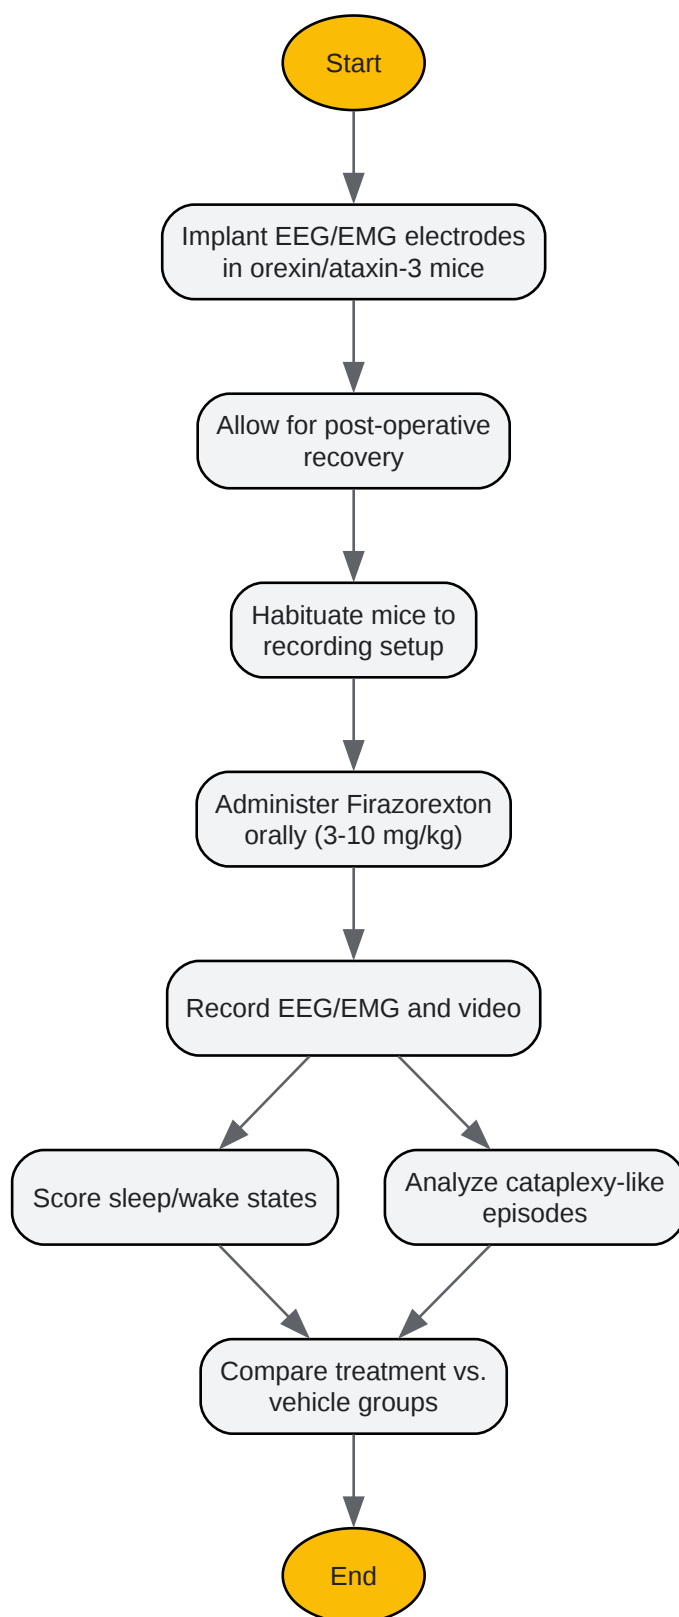 Start
Implant EEG/EMG electrodes
in orexin/ataxin-3 mice
Allow for post-operative
recovery
Habituate mice to
recording setup
Administer Firazorexton
orally (3-10 mg/kg)
Record EEG/EMG and video
Score sleep/wake states
Analyze cataplexy-like
episodes
Compare treatment vs.
vehicle groups
End